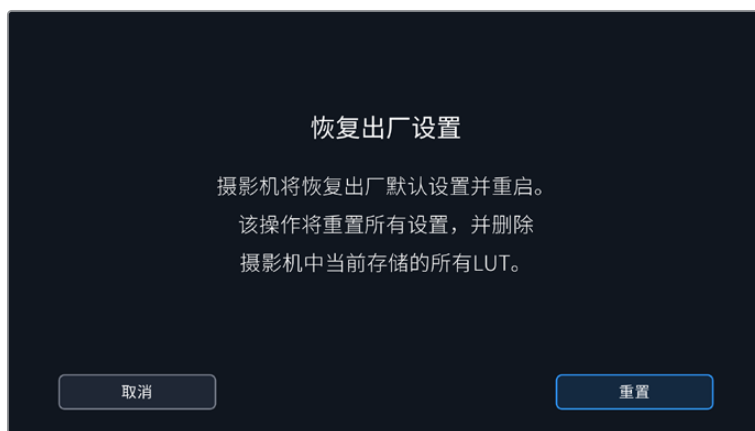 恢复出厂设置
摄影机将恢复出厂默认设置并重启。
该操作将重置所有设置，并删除
摄影机中当前存储的所有LUT。
取消
重置